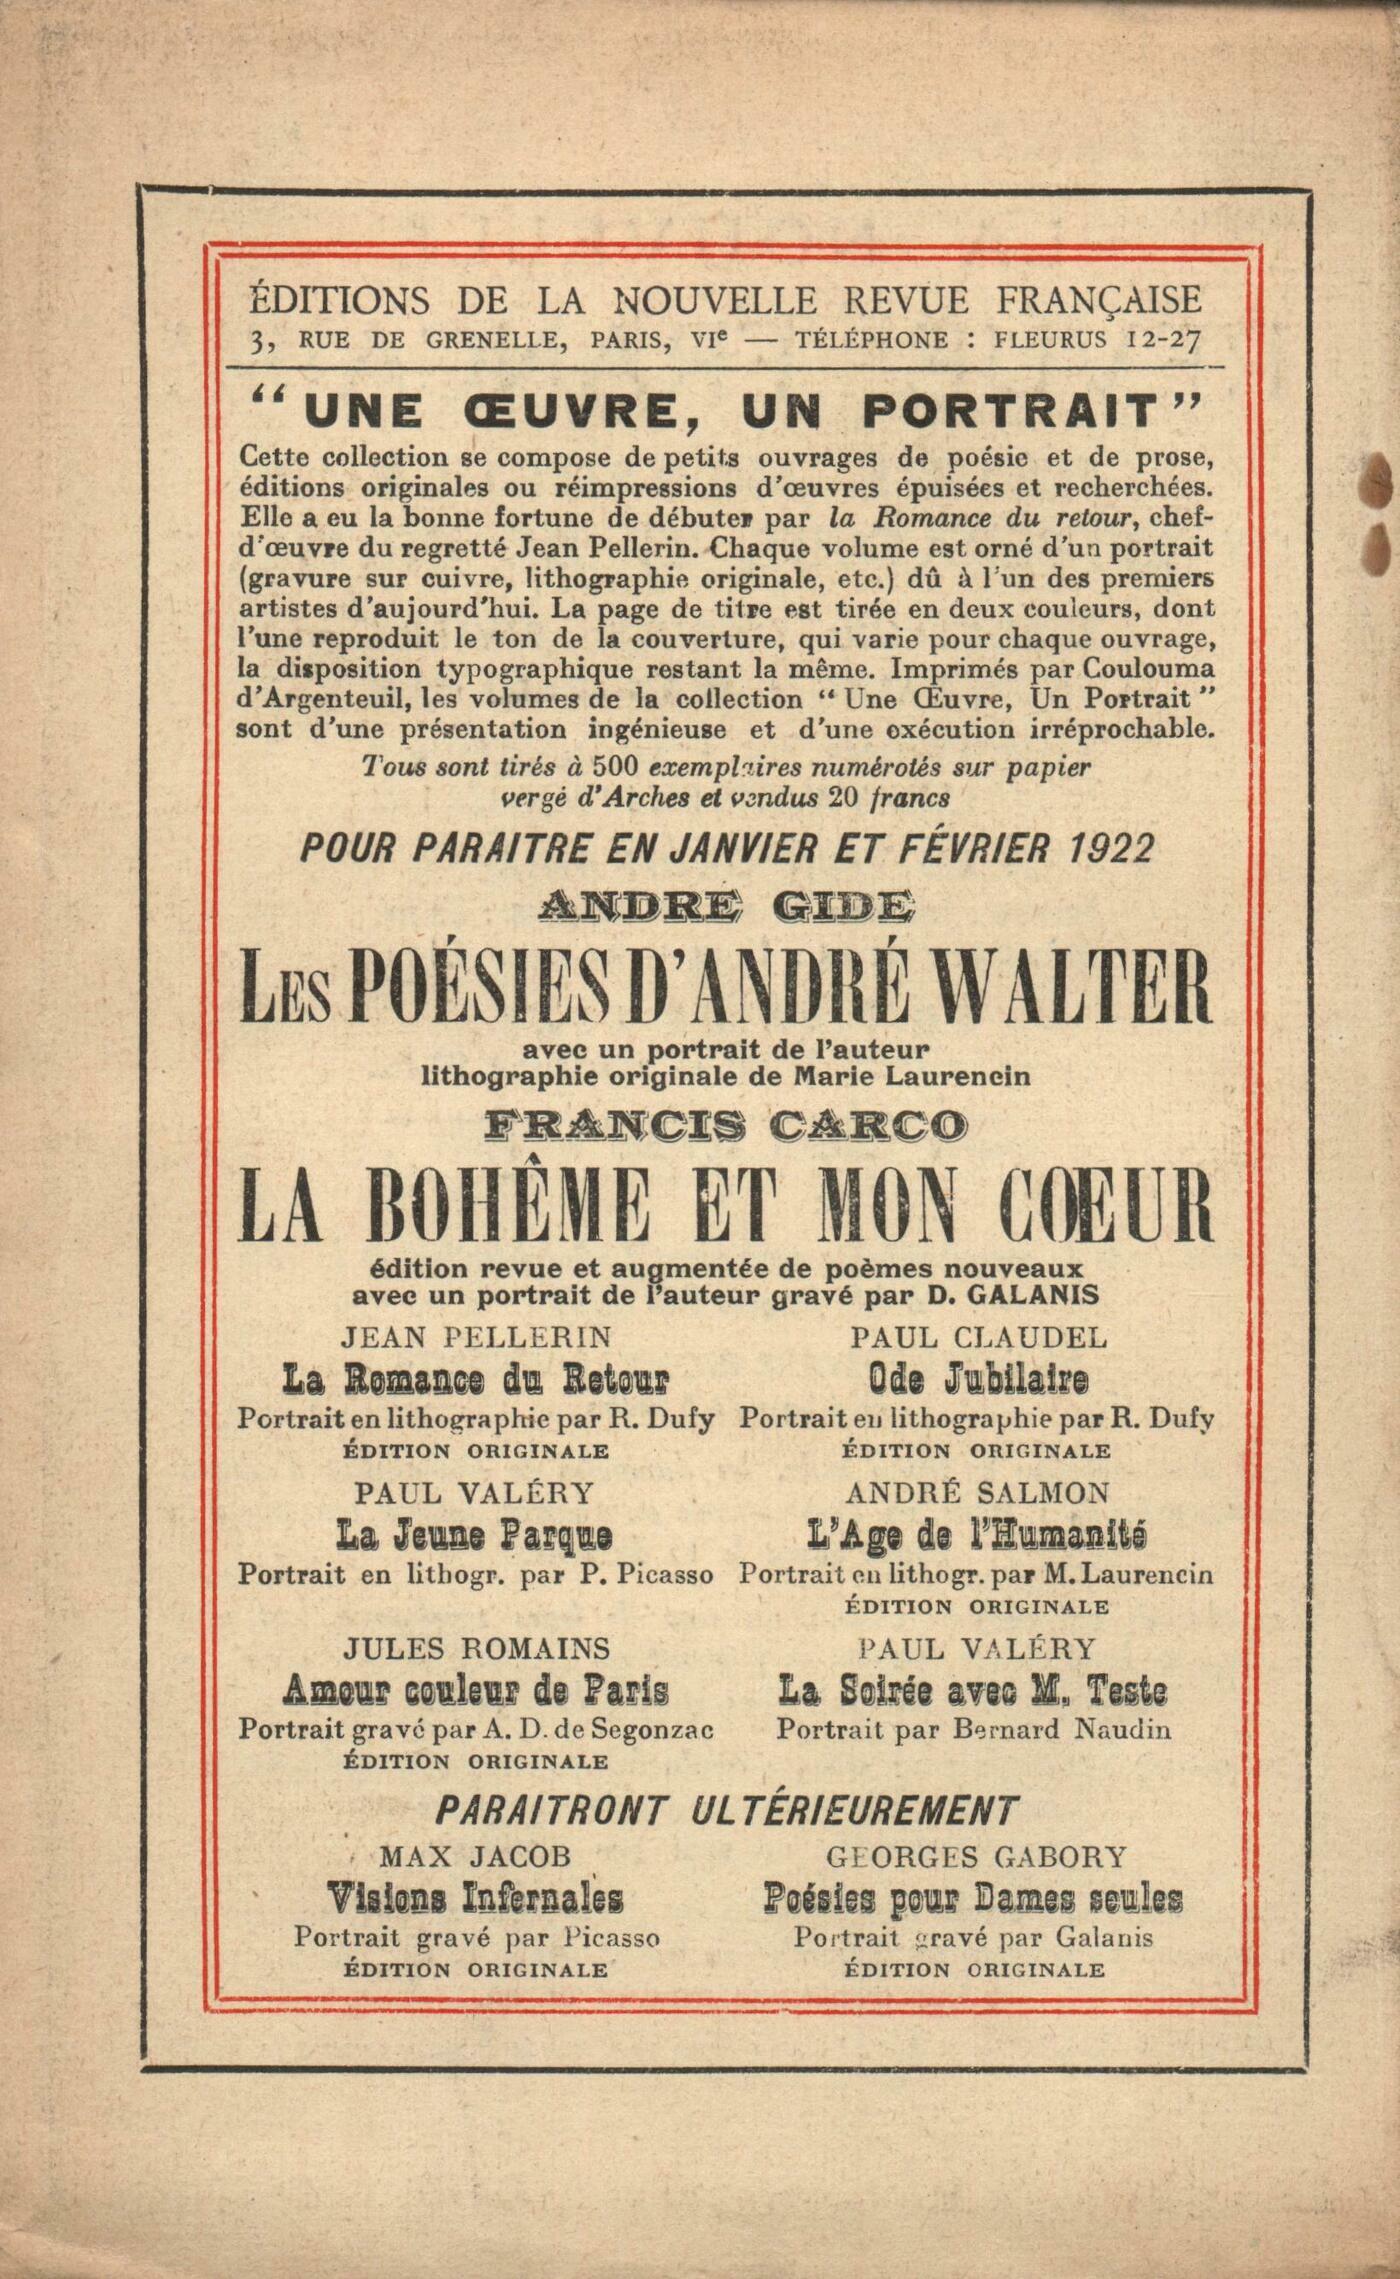 ÉDITIONS DE LA NOUVELLE REVUE FRANÇAISE
3, RUE DE GRENELLE, PARIS, VIe — TÉLÉPHONE : FLEURUS 12-27
“ UNE ŒUVRE, UN PORTRAIT ”
Cette collection se compose de petits ouvrages de poésie et de prose,
éditions originales ou réimpressions d'œuvres épuisées et recherchées.
Elle a eu la bonne fortune de débuter par la Romance du retour, chef-
d'œuvre du regretté Jean Pellerin. Chaque volume est orné d'un portrait
(gravure sur cuivre, lithographie originale, etc.) dû à l'un des premiers
artistes d'aujourd'hui. La page de titre est tirée en deux couleurs, dont
l'une reproduit le ton de la couverture, qui varie pour chaque ouvrage,
la disposition typographique restant la même. Imprimés par Coulouma
d'Argenteuil, les volumes de la collection “ Une Œuvre, Un Portrait ”
sont d'une présentation ingénieuse et d'une exécution irréprochable.
Tous sont tirés à 500 exemplaires numérotés sur papier
vergé d'Arches et vendus 20 francs
POUR PARAITRE EN JANVIER ET FÉVRIER 1922
ANDRÉ GIDE
LES POÉSIES D'ANDRÉ WALTER
avec un portrait de l'auteur
lithographie originale de Marie Laurencin
FRANCIS CARCO
LA BOHÊME ET MON CŒUR
édition revue et augmentée de poèmes nouveaux
avec un portrait de l'auteur gravé par D. GALANIS
JEAN PELLERIN
La Romance du Retour
Portrait en lithographie par R. Dufy
ÉDITION ORIGINALE
PAUL CLAUDEL
Ode Jubilaire
Portrait en lithographie par R. Dufy
ÉDITION ORIGINALE
PAUL VALÉRY
La Jeune Parque
Portrait en lithogr. par P. Picasso
ANDRÉ SALMON
L'Age de l'Humanité
Portrait en lithogr. par M. Laurencin
ÉDITION ORIGINALE
JULES ROMAINS
Amour couleur de Paris
Portrait gravé par A. D. de Segonzac
ÉDITION ORIGINALE
PAUL VALÉRY
La Soirée avec M. Teste
Portrait par Bernard Naudin
PARAITRONT ULTÉRIEUREMENT
MAX JACOB
Visions Infernales
Portrait gravé par Picasso
ÉDITION ORIGINALE
GEORGES GABORY
Poésies pour Dames seules
Portrait gravé par Galanis
ÉDITION ORIGINALE